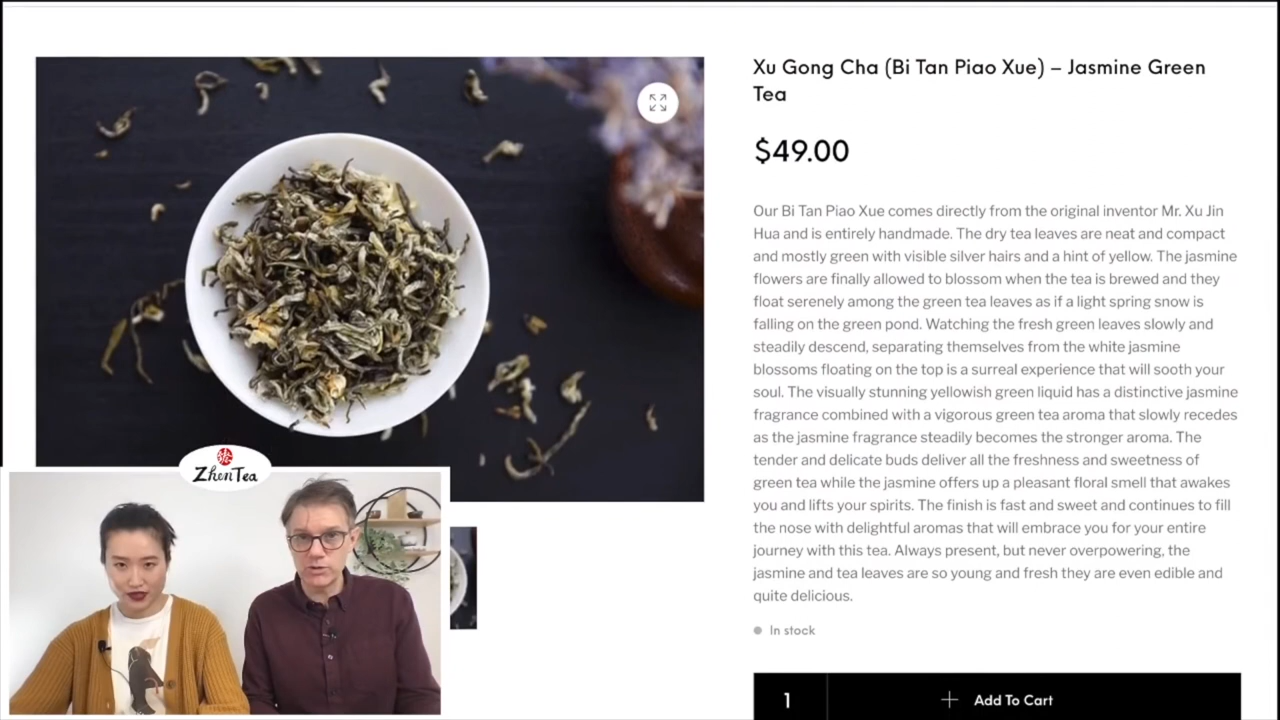 Xu Gong Cha (Bi Tan Piao Xue) – Jasmine Green
Tea
$49.00
Our Bi Tan Piao Xue comes directly from the original inventor Mr. Xu Jin
Hua and is entirely handmade. The dry tea leaves are neat and compact
and mostly green with visible silver hairs and a hint of yellow. The jasmine
flowers are finally allowed to blossom when the tea is brewed and they
float serenely among the green tea leaves as if a light spring snow is
falling on the green pond. Watching the fresh green leaves slowly and
steadily descend, separating themselves from the white jasmine
blossoms floating on the top is a surreal experience that will sooth your
soul. The visually stunning yellowish green liquid has a distinctive jasmine
fragrance combined with a vigorous green tea aroma that slowly recedes
as the jasmine fragrance steadily becomes the stronger aroma. The
tender and delicate buds deliver all the freshness and sweetness of
green tea while the jasmine offers up a pleasant floral smell that awakes
you and lifts your spirits. The finish is fast and sweet and continues to fill
the nose with delightful aromas that will embrace you for your entire
journey with this tea. Always present, but never overpowering, the
jasmine and tea leaves are so young and fresh they are even edible and
quite delicious.
In stock
1
Add To Cart
ZhenTea